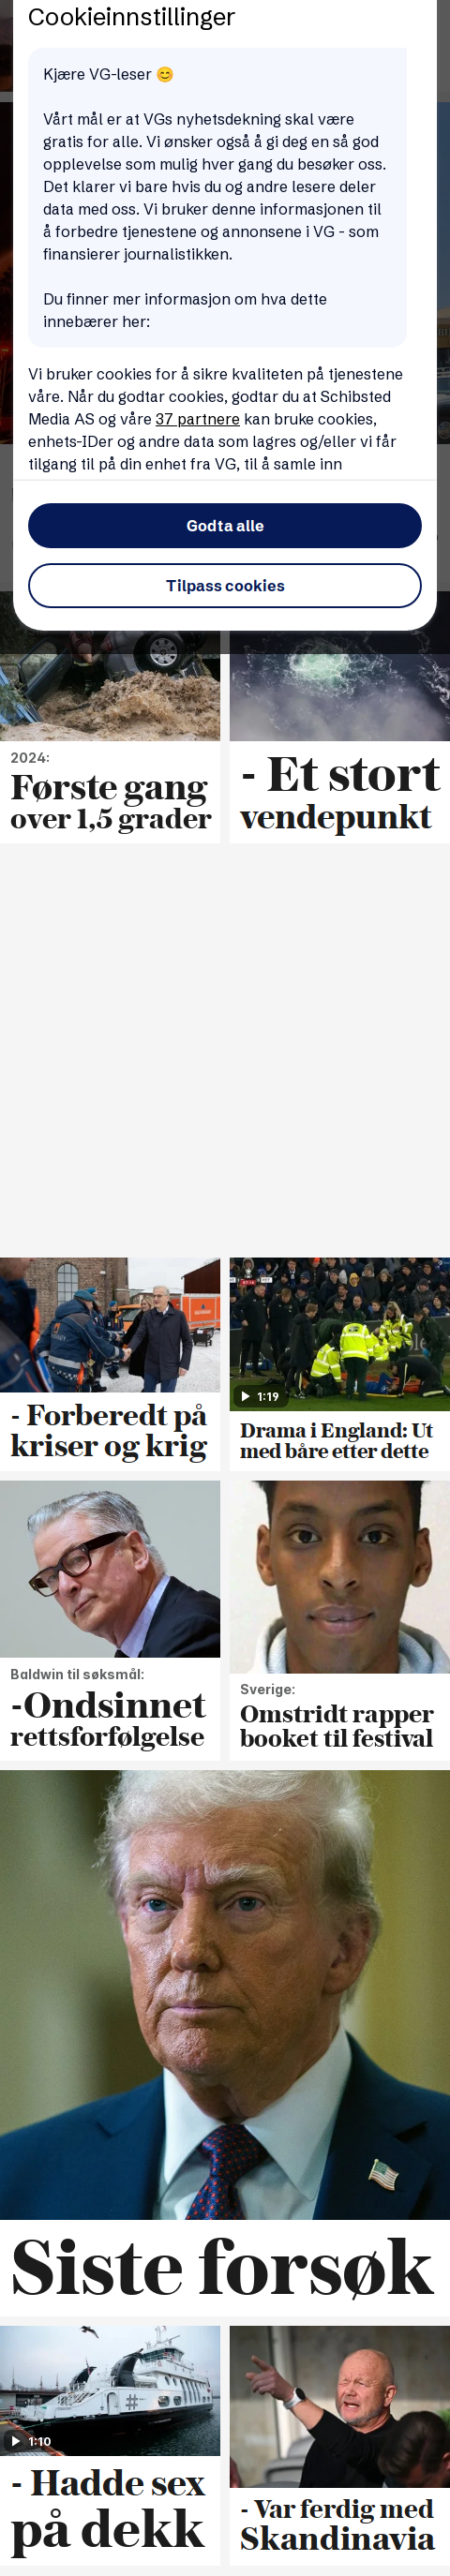 Cookieinnstillinger
Kjære VG-leser 😊
Vårt mål er at VGs nyhetsdekning skal være
gratis for alle. Vi ønsker også å gi deg en så god
opplevelse som mulig hver gang du besøker oss.
Det klarer vi bare hvis du og andre lesere deler
data med oss. Vi bruker denne informasjonen til
å forbedre tjenestene og annonsene i VG - som
finansierer journalistikken.
Du finner mer informasjon om hva dette
innebærer her:
Vi bruker cookies for å sikre kvaliteten på tjenestene
våre. Når du godtar cookies, godtar du at Schibsted
Media AS og våre 37 partnere kan bruke cookies,
enhets-IDer og andre data som lagres og/eller vi får
tilgang til på din enhet fra VG, til å samle inn
Godta alle
Tilpass cookies
2024:
Første gang
over 1,5 grader
- Et stort
vendepunkt
- Forberedt på
kriser og krig
1:19
Drama i England: Ut
med båre etter dette
Baldwin til søksmål:
-Ondsinnet
rettsforfølgelse
Sverige:
Omstridt rapper
booket til festival
Siste forsøk
1:10
- Hadde sex
på dekk
- Var ferdig med
Skandinavia